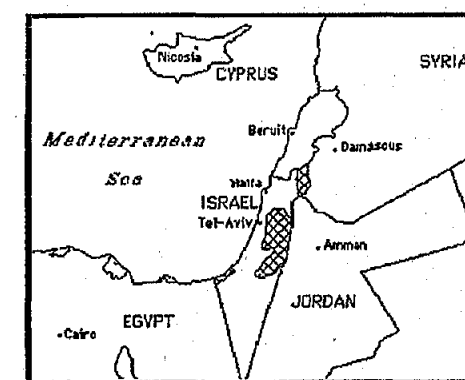 Nicosia
CYPRUS
SYRIA
Mediterranean
Sea
Beruit
Damascus
Haifa
ISRAEL
Tel-Aviv
Amman
JORDAN
EGYPT
Cairo